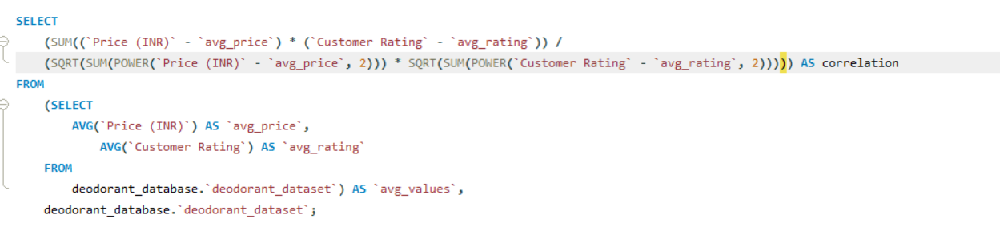 SELECT
(SUM((`Price (INR)` - `avg_price`) * (`Customer Rating` - `avg_rating`)) /
(SQRT(SUM(POWER(`Price (INR)` - `avg_price`, 2))) * SQRT(SUM(POWER(`Customer Rating` - `avg_rating`, 2))))) AS correlation
FROM
(SELECT
AVG(`Price (INR)`) AS `avg_price`,
AVG(`Customer Rating`) AS `avg_rating`
FROM
deodorant_database.`deodorant_dataset`) AS `avg_values`,
deodorant_database.`deodorant_dataset`;